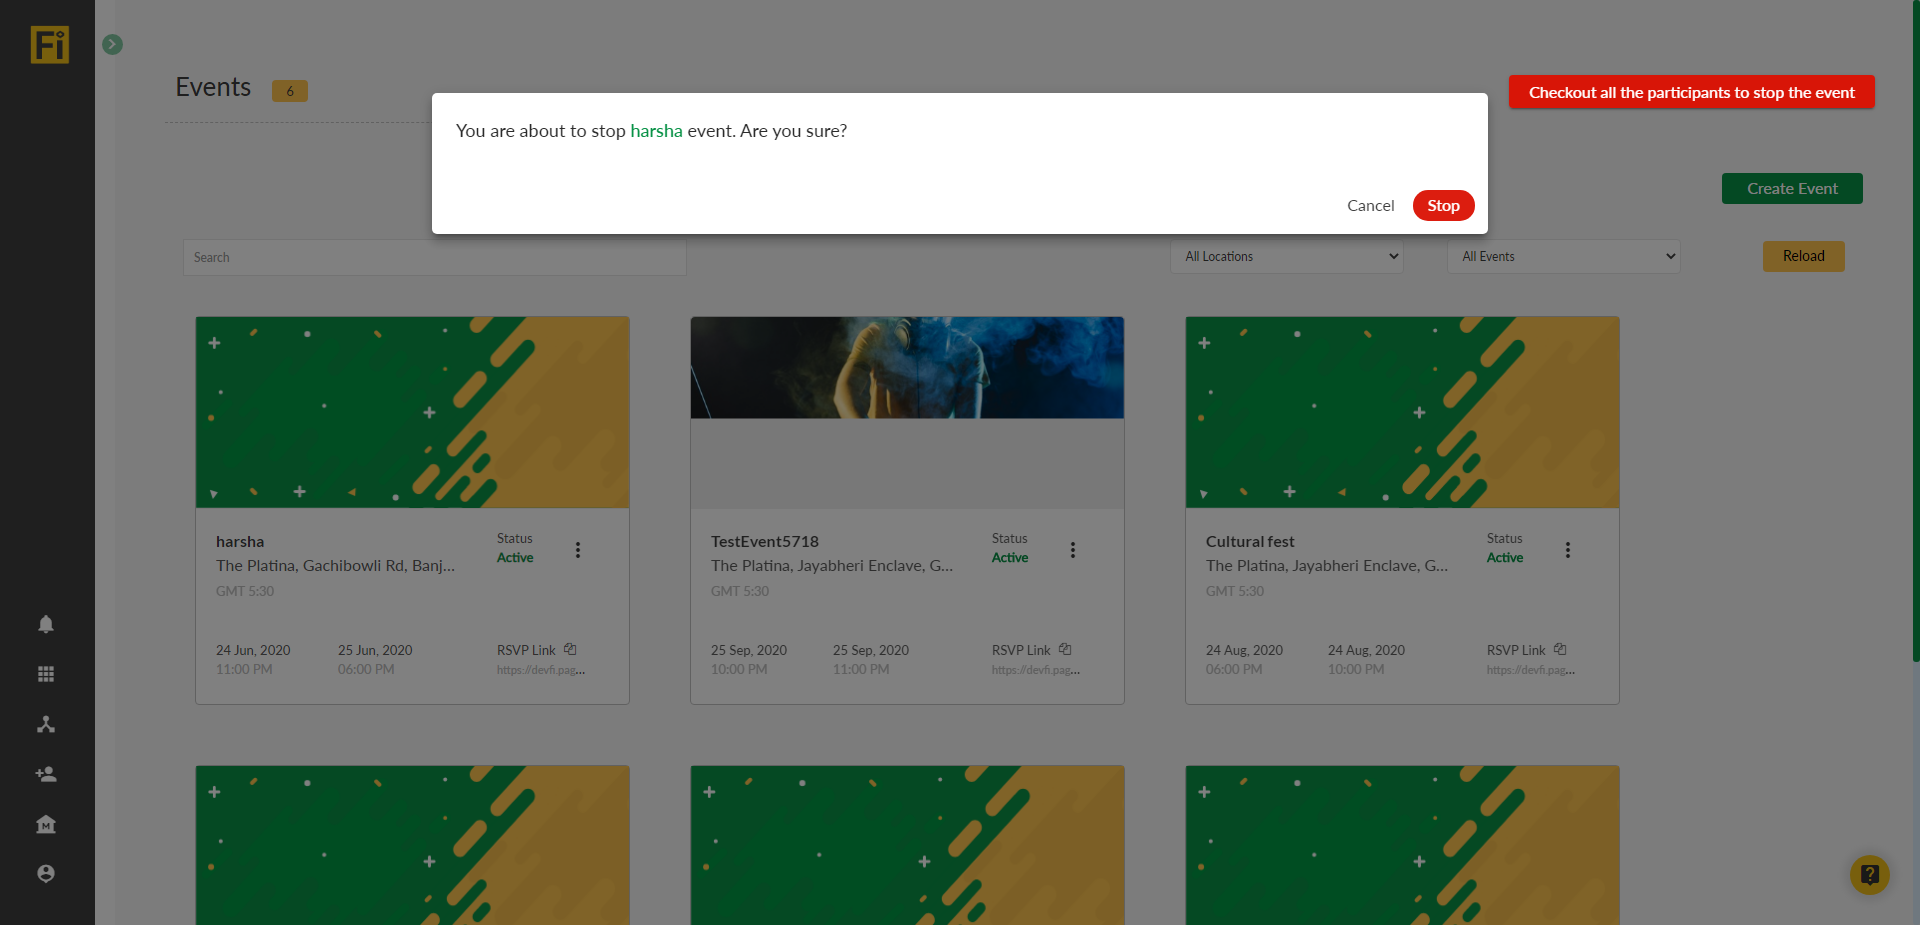 Fi
Events 6
Checkout all the participants to stop the event
You are about to stop harsha event. Are you sure?
Cancel Stop
Create Event
Search All Locations All Events Reload
harsha
The Platina, Gachibowli Rd, Banj...
GMT 5:30
Status
Active
24 Jun, 2020 25 Jun, 2020 RSVP Link
11:00 PM 06:00 PM https://devfi.pag...
TestEvent5718
The Platina, Jayabheri Enclave, G...
GMT 5:30
Status
Active
25 Sep, 2020 25 Sep, 2020 RSVP Link
10:00 PM 11:00 PM https://devfi.pag...
Cultural fest
The Platina, Jayabheri Enclave, G...
GMT 5:30
Status
Active
24 Aug, 2020 24 Aug, 2020 RSVP Link
06:00 PM 10:00 PM https://devfi.pag...